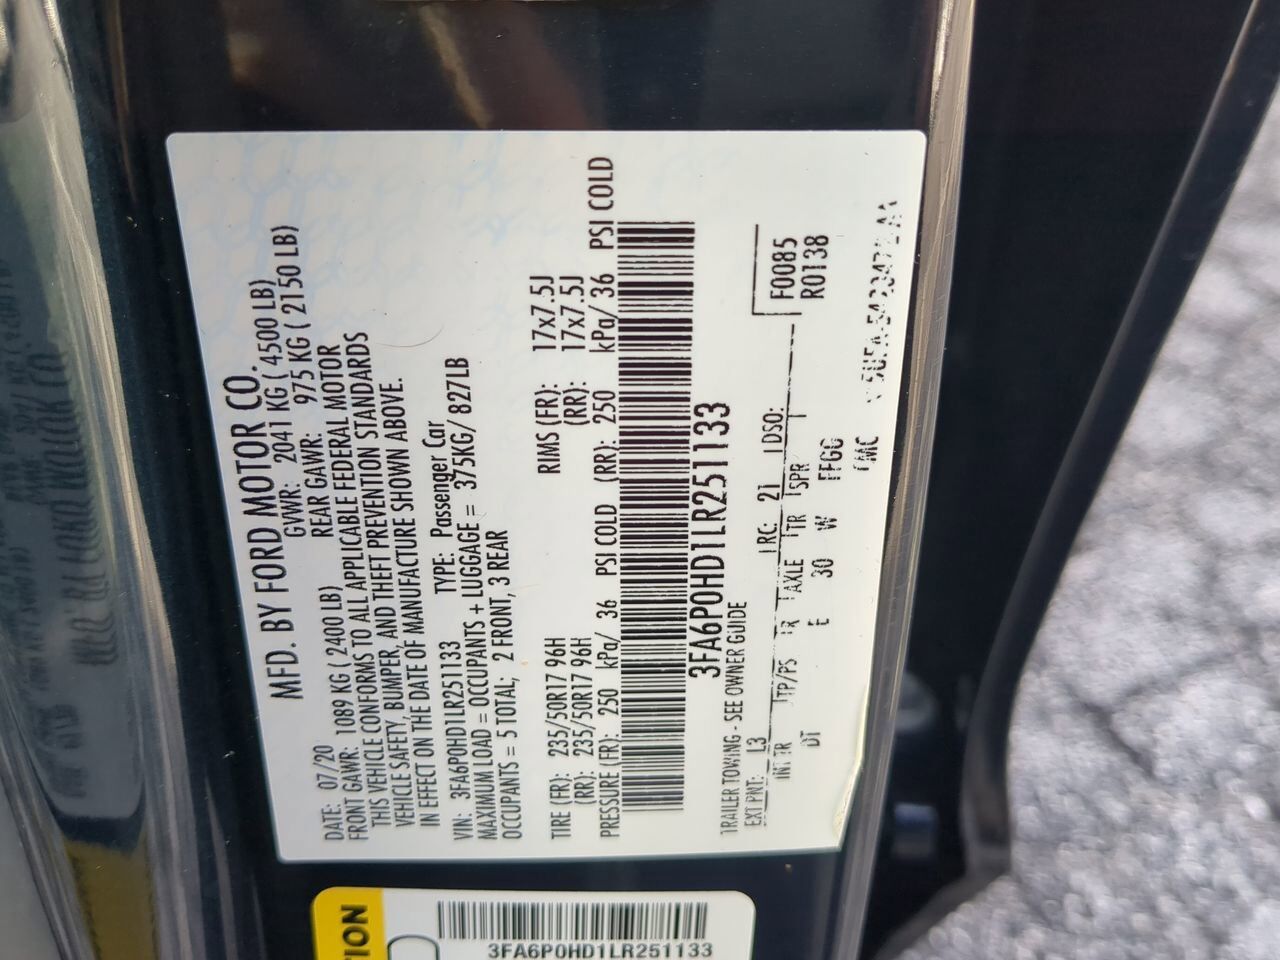 MFD. BY FORD MOTOR CO.
DATE: 07/20 GVWR: 2041 KG ( 4500 LB)
FRONT GAWR: 1089 KG ( 2400 LB) REAR GAWR: 975 KG ( 2150 LB)
THIS VEHICLE CONFORMS TO ALL APPLICABLE FEDERAL MOTOR
VEHICLE SAFETY, BUMPER, AND THEFT PREVENTION STANDARDS
IN EFFECT ON THE DATE OF MANUFACTURE SHOWN ABOVE.
VIN: 3FA6P0HD1LR251133 TYPE: Passenger Car
MAXIMUM LOAD = OCCUPANTS + LUGGAGE = 375KG/ 827LB
OCCUPANTS = 5 TOTAL; 2 FRONT, 3 REAR
TIRE (FR): 235/50R17 96H RIMS (FR): 17x7.5J
(RR): 235/50R17 96H (RR): 17x7.5J
PRESSURE (FR): 250 kPa/ 36 PSI COLD (RR): 250 kPa/ 36 PSI COLD
3FA6P0HD1LR251133
F0085
R0138
TRAILER TOWING - SEE OWNER GUIDE
EXT PNT: L3 RC: 21 DSO:
INT TR TP/PS R AXLE TR SPR
DT E 30 W FFGG
3FA6P0HD1LR251133